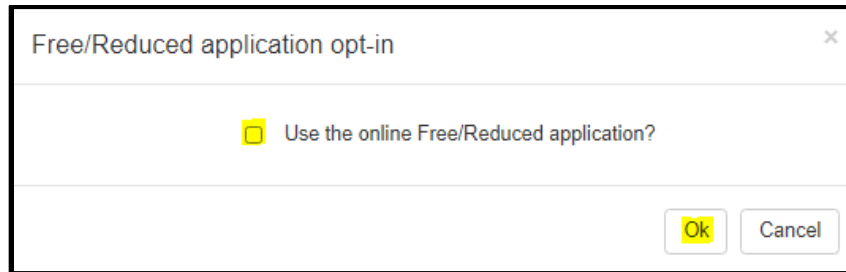 Free/Reduced application opt-in
×
Use the online Free/Reduced application?
Ok
Cancel